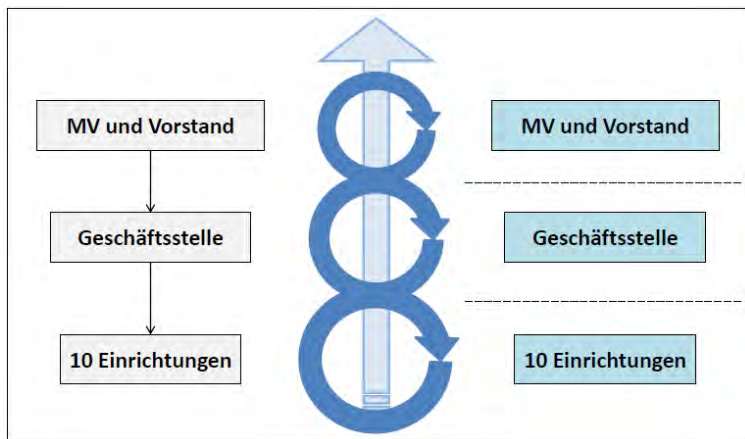 MV und Vorstand
Geschäftsstelle
10 Einrichtungen
MV und Vorstand
Geschäftsstelle
10 Einrichtungen